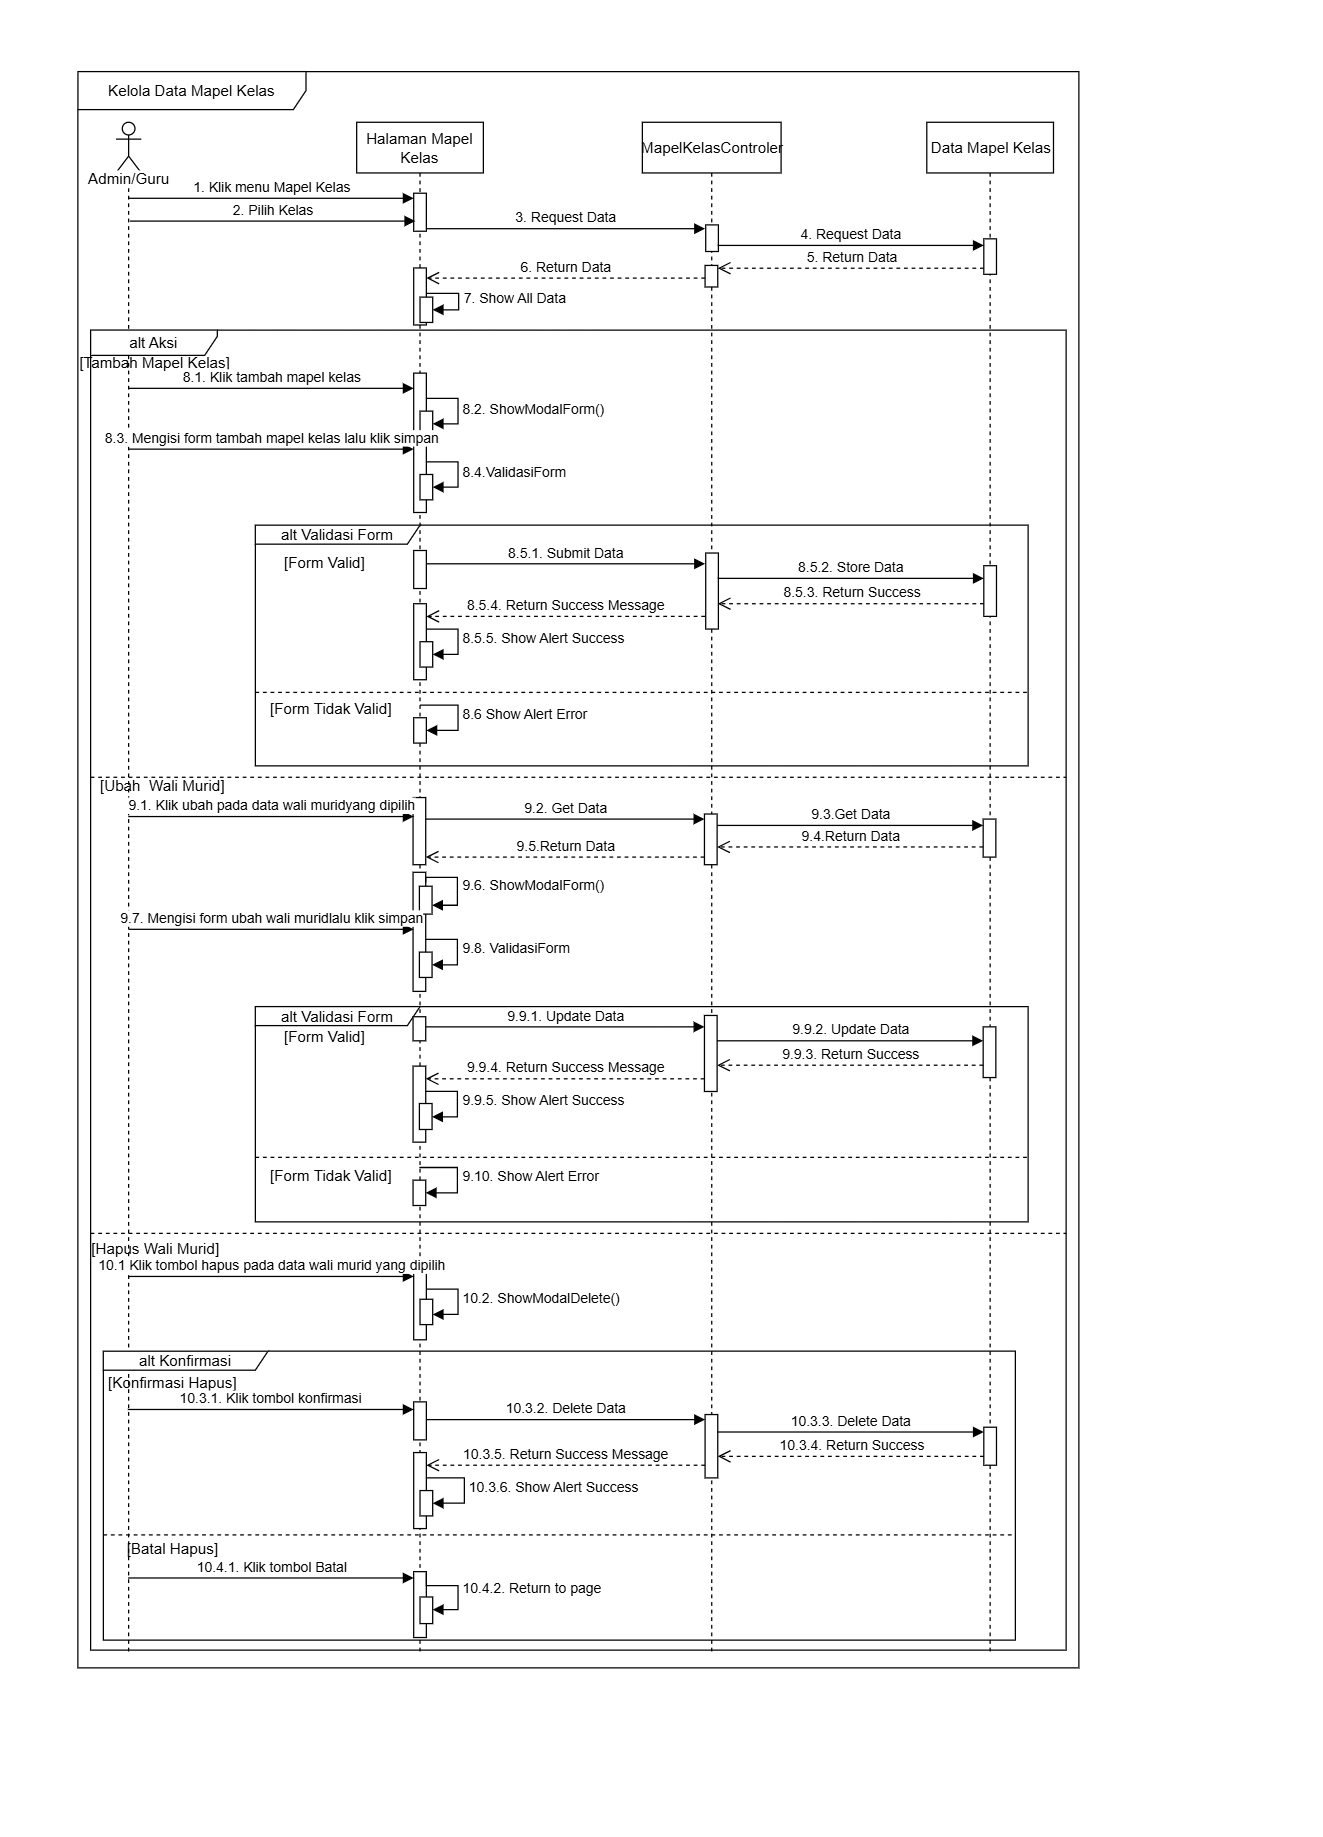 Kelola Data Mapel Kelas
Admin/Guru
Halaman Mapel
Kelas
MapelKelasControler
Data Mapel Kelas
1. Klik menu Mapel Kelas
2. Pilih Kelas
3. Request Data
4. Request Data
5. Return Data
6. Return Data
7. Show All Data
alt Aksi
[Tambah Mapel Kelas]
8.1. Klik tambah mapel kelas
8.2. ShowModalForm()
8.3. Mengisi form tambah mapel kelas lalu klik simpan
8.4.ValidasiForm
alt Validasi Form
[Form Valid]
8.5.1. Submit Data
8.5.2. Store Data
8.5.3. Return Success
8.5.4. Return Success Message
8.5.5. Show Alert Success
[Form Tidak Valid]
8.6 Show Alert Error
[Ubah  Wali Murid]
9.1. Klik ubah pada data wali muridyang dipilih
9.2. Get Data
9.3.Get Data
9.4.Return Data
9.5.Return Data
9.6. ShowModalForm()
9.7. Mengisi form ubah wali muridlalu klik simpan
9.8. ValidasiForm
alt Validasi Form
[Form Valid]
9.9.1. Update Data
9.9.2. Update Data
9.9.3. Return Success
9.9.4. Return Success Message
9.9.5. Show Alert Success
[Form Tidak Valid]
9.10. Show Alert Error
[Hapus Wali Murid]
10.1 Klik tombol hapus pada data wali murid yang dipilih
10.2. ShowModalDelete()
alt Konfirmasi
[Konfirmasi Hapus]
10.3.1. Klik tombol konfirmasi
10.3.2. Delete Data
10.3.3. Delete Data
10.3.4. Return Success
10.3.5. Return Success Message
10.3.6. Show Alert Success
[Batal Hapus]
10.4.1. Klik tombol Batal
10.4.2. Return to page